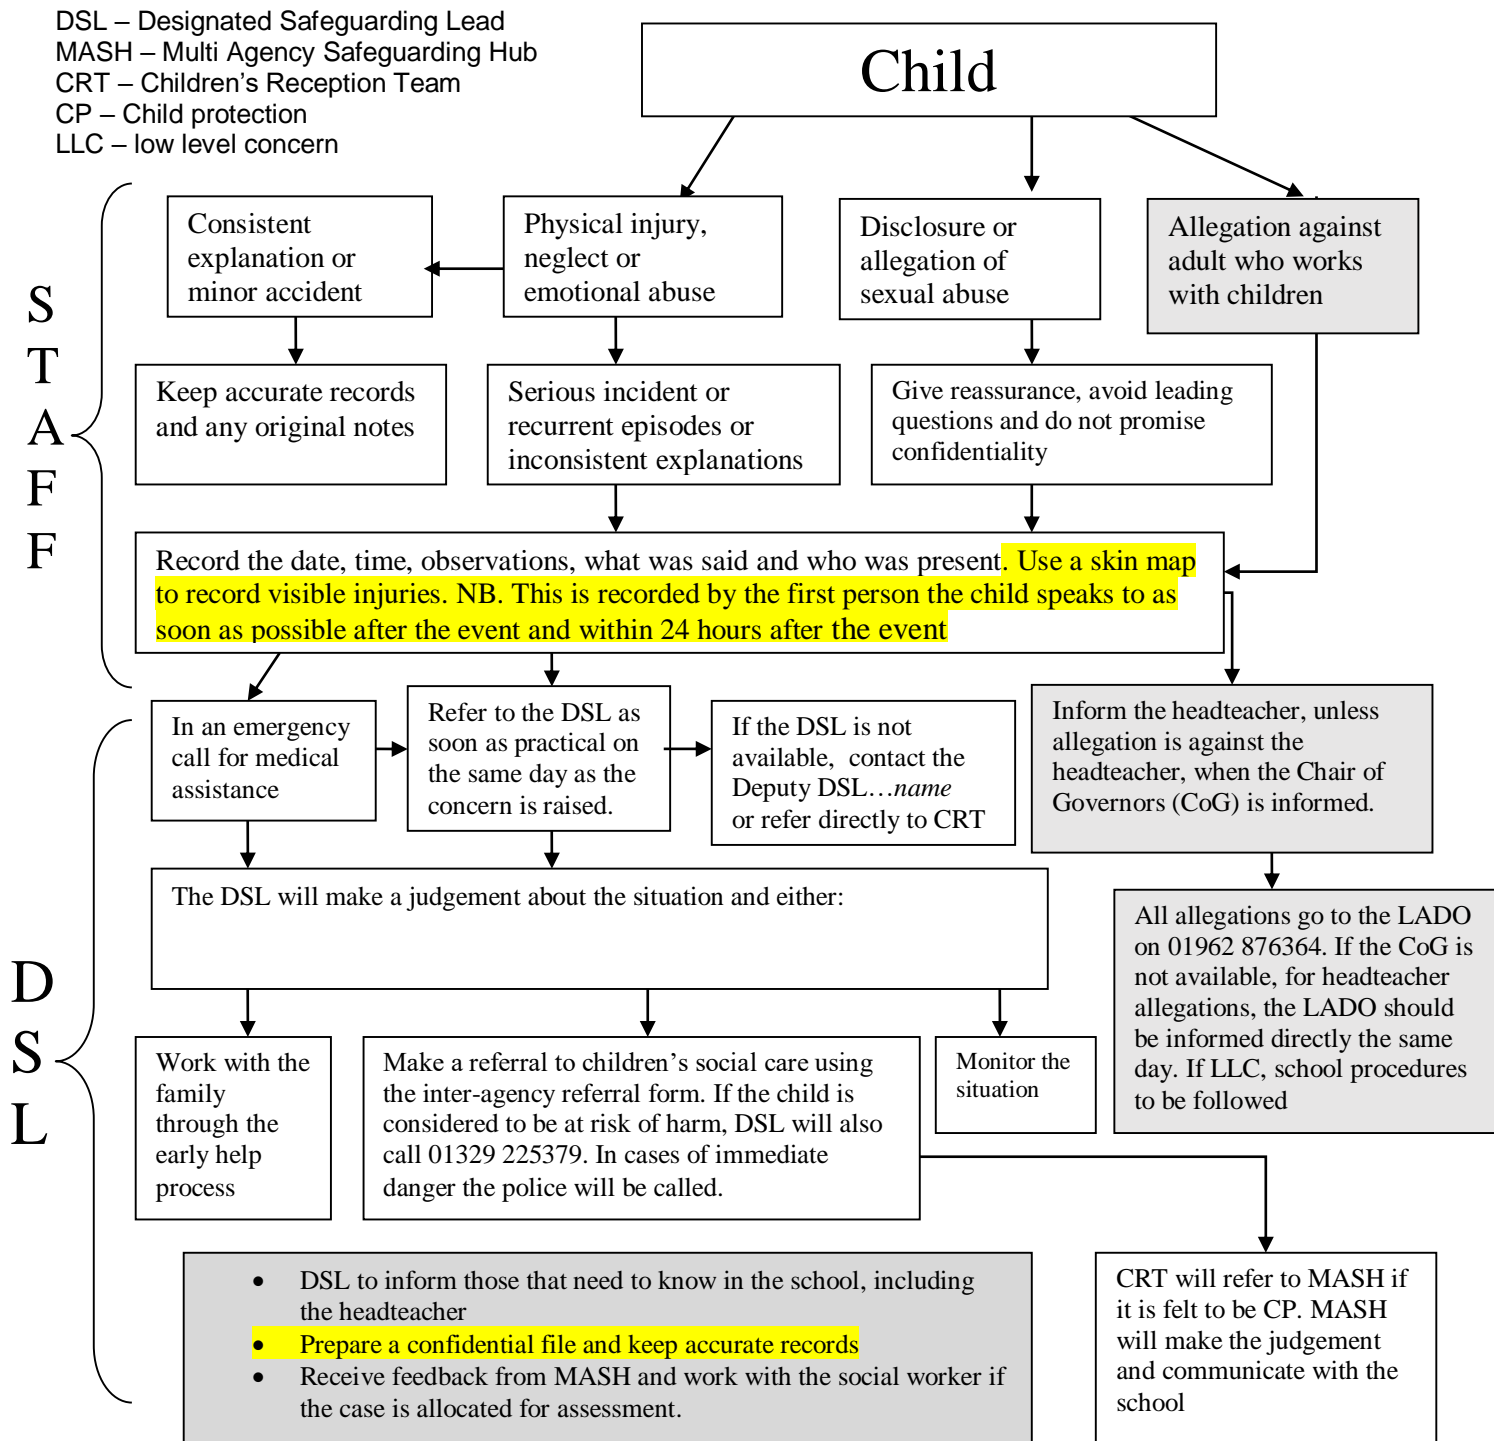 DSL – Designated Safeguarding Lead
MASH – Multi Agency Safeguarding Hub
CRT – Children's Reception Team
CP – Child protection
LLC – low level concern
Child
S
T
A
F
F
Consistent
explanation or
minor accident
Physical injury,
neglect or
emotional abuse
Disclosure or
allegation of
sexual abuse
Allegation against
adult who works
with children
Keep accurate records
and any original notes
Serious incident or
recurrent episodes or
inconsistent explanations
Give reassurance, avoid leading
questions and do not promise
confidentiality
Record the date, time, observations, what was said and who was present. Use a skin map
to record visible injuries. NB. This is recorded by the first person the child speaks to as
soon as possible after the event and within 24 hours after the event
D
S
L
In an emergency
call for medical
assistance
Refer to the DSL as
soon as practical on
the same day as the
concern is raised.
If the DSL is not
available,  contact the
Deputy DSL…name
or refer directly to CRT
Inform the headteacher, unless
allegation is against the
headteacher, when the Chair of
Governors (CoG) is informed.
The DSL will make a judgement about the situation and either:
All allegations go to the LADO
on 01962 876364. If the CoG is
not available, for headteacher
allegations, the LADO should
be informed directly the same
day. If LLC, school procedures
to be followed
Work with the
family
through the
early help
process
Make a referral to children's social care using
the inter-agency referral form. If the child is
considered to be at risk of harm, DSL will also
call 01329 225379. In cases of immediate
danger the police will be called.
Monitor the
situation
• DSL to inform those that need to know in the school, including
the headteacher
• Prepare a confidential file and keep accurate records
• Receive feedback from MASH and work with the social worker if
the case is allocated for assessment.
CRT will refer to MASH if
it is felt to be CP. MASH
will make the judgement
and communicate with the
school